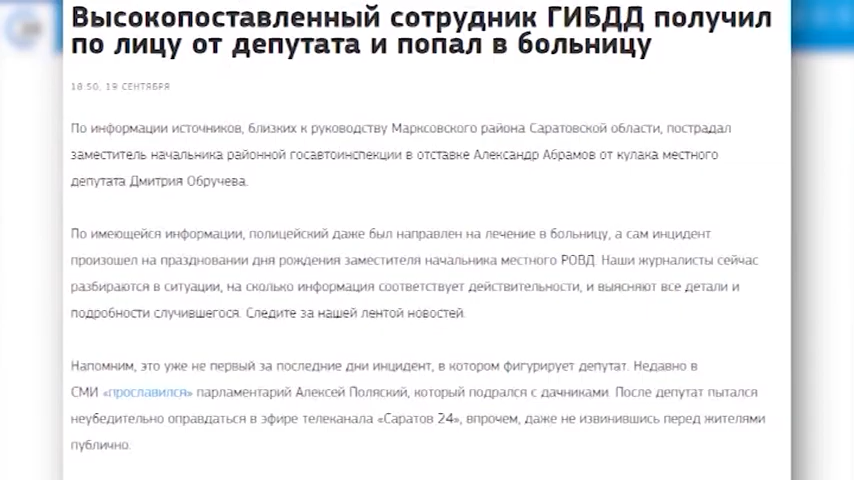 Высокопоставленный сотрудник ГИБДД получил
по лицу от депутата и попал в больницу
18:50, 19 СЕНТЯБРЯ
По информации источников, близких к руководству Марксовского района Саратовской области, пострадал
заместитель начальника районной госавтоинспекции в отставке Александр Абрамов от кулака местного
депутата Дмитрия Обручева.
По имеющейся информации, полицейский даже был направлен на лечение в больницу, а сам инцидент
произошел на праздновании дня рождения заместителя начальника местного РОВД. Наши журналисты сейчас
разбираются в ситуации, на сколько информация соответствует действительности, и выясняют все детали и
подробности случившегося. Следите за нашей лентой новостей.
Напомним, это уже не первый за последние дни инцидент, в котором фигурирует депутат. Недавно в
СМИ «прославился» парламентарий Алексей Поляский, который подрался с дачниками. После депутат пытался
неубедительно оправдаться в эфире телеканала «Саратов 24», впрочем, даже не извинившись перед жителями
публично.